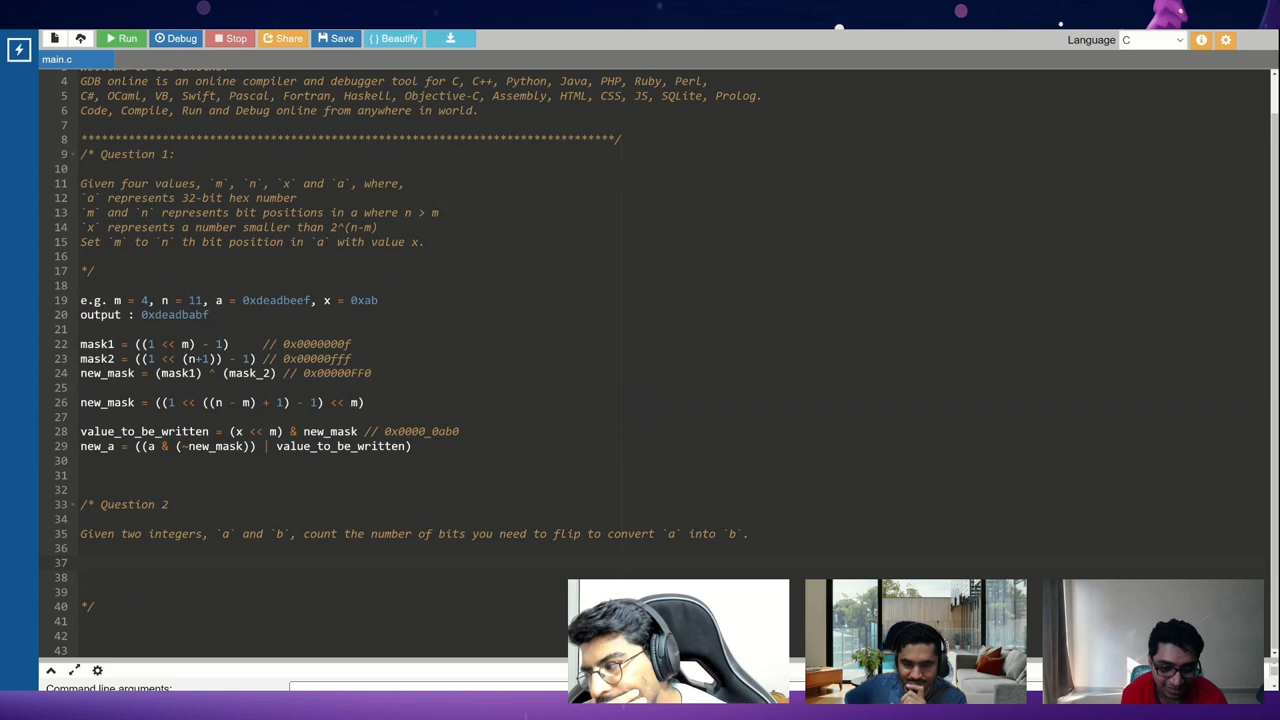 Run
Debug
Stop
Share
Save
{ } Beautify
Language
C
main.c
4 GDB online is an online compiler and debugger tool for C, C++, Python, Java, PHP, Ruby, Perl,
5 C#, OCaml, VB, Swift, Pascal, Fortran, Haskell, Objective-C, Assembly, HTML, CSS, JS, SQLite, Prolog.
6 Code, Compile, Run and Debug online from anywhere in world.
7
8 *******************************************************************************/
9 /* Question 1:
10
11 Given four values, `m`, `n`, `x` and `a`, where,
12 `a` represents 32-bit hex number
13 `m` and `n` represents bit positions in a where n > m
14 `x` represents a number smaller than 2^(n-m)
15 Set `m` to `n` th bit position in `a` with value x.
16
17 */
18
19 e.g. m = 4, n = 11, a = 0xdeadbeef, x = 0xab
20 output : 0xdeadbabf
21
22 mask1 = ((1 << m) - 1) // 0x0000000f
23 mask2 = ((1 << (n+1)) - 1) // 0x00000fff
24 new_mask = (mask1) ^ (mask_2) // 0x00000FF0
25
26 new_mask = ((1 << ((n - m) + 1) - 1) << m)
27
28 value_to_be_written = (x << m) & new_mask // 0x0000_0ab0
29 new_a = ((a & (~new_mask)) | value_to_be_written)
30
31
32
33 /* Question 2
34
35 Given two integers, `a` and `b`, count the number of bits you need to flip to convert `a` into `b`.
36
37
38
39
40 */
41
42
43
Command line arguments: